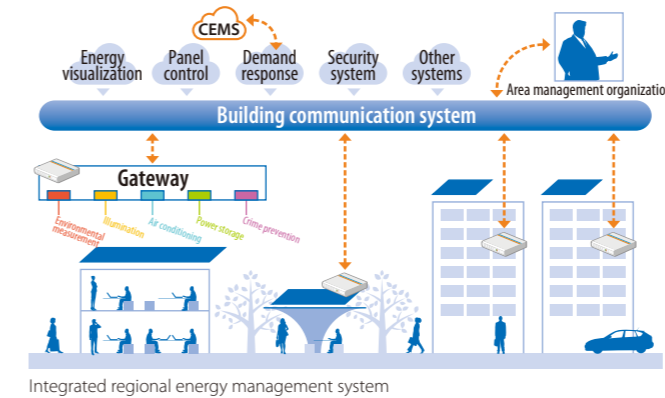 CEMS
Energy
visualization
Panel
control
Demand
response
Security
system
Other
systems
Area management organizatio
Building communication system
Gateway
Environmental
measurement
Illumination
Air conditioning
Power storage
Crime prevention
Integrated regional energy management system